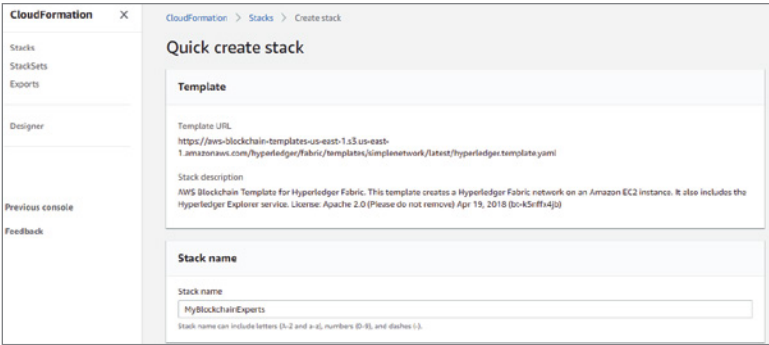 CloudFormation X
CloudFormation > Stacks > Create stack
Quick create stack
Stacks
StackSets
Exports
Designer
Previous console
Feedback
Template
Template URL
https://aws-blockchain-templates-us-east-1.s3.us-east-
1.amazonaws.com/hyperledger/fabric/templates/simplenetwork/latest/hyperledger.template.yaml
Stack description
AWS Blockchain Template for Hyperledger Fabric. This template creates a Hyperledger Fabric network on an Amazon EC2 instance. It also includes the
Hyperledger Explorer service. License: Apache 2.0 (Please do not remove) Apr 19, 2018
Stack name
Stack name
MyBlockchainExperts
Stack name can include letters (A-Z and a-z), numbers (0-9), and dashes (-).